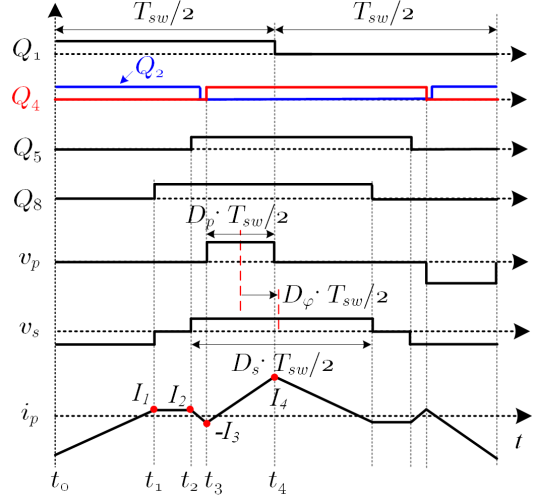 T_sw/2 T_sw/2
Q_1
Q_2
Q_4
Q_5
Q_8
D_p · T_sw/2
v_p
D_φ · T_sw/2
v_s
D_s · T_sw/2
I_1 I_2 I_4
i_p
-I_3
t
t_0 t_1 t_2 t_3 t_4